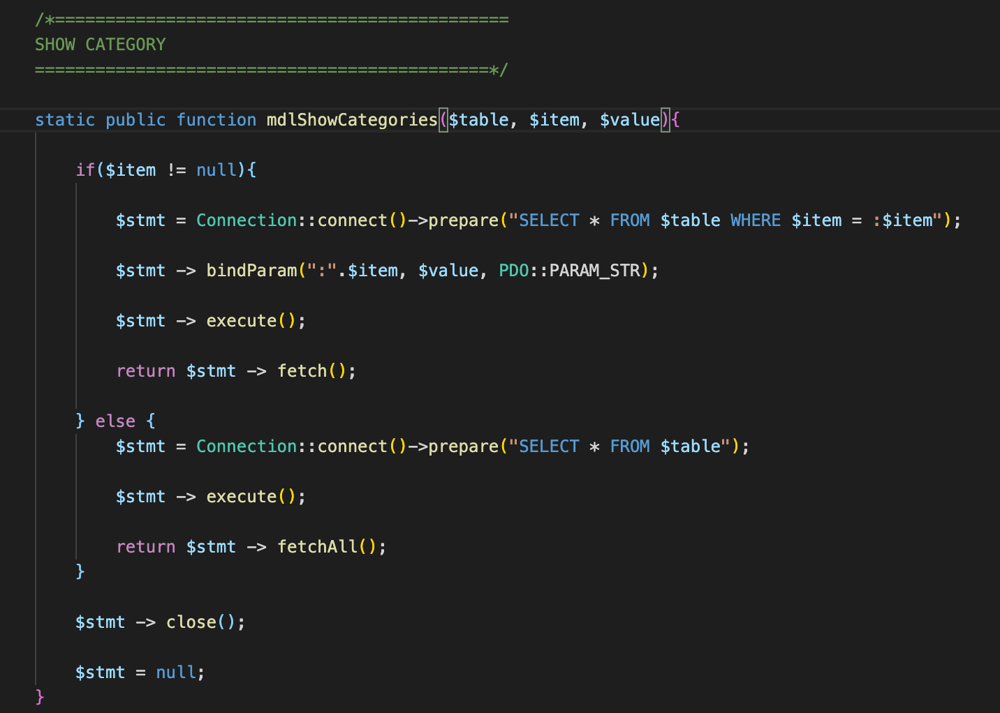 /*=============================================
SHOW CATEGORY
=============================================*/
static public function mdlShowCategories($table, $item, $value){
if($item != null){
$stmt = Connection::connect()->prepare("SELECT * FROM $table WHERE $item = :$item");
$stmt -> bindParam(":".$item, $value, PDO::PARAM_STR);
$stmt -> execute();
return $stmt -> fetch();
} else {
$stmt = Connection::connect()->prepare("SELECT * FROM $table");
$stmt -> execute();
return $stmt -> fetchAll();
}
$stmt -> close();
$stmt = null;
}